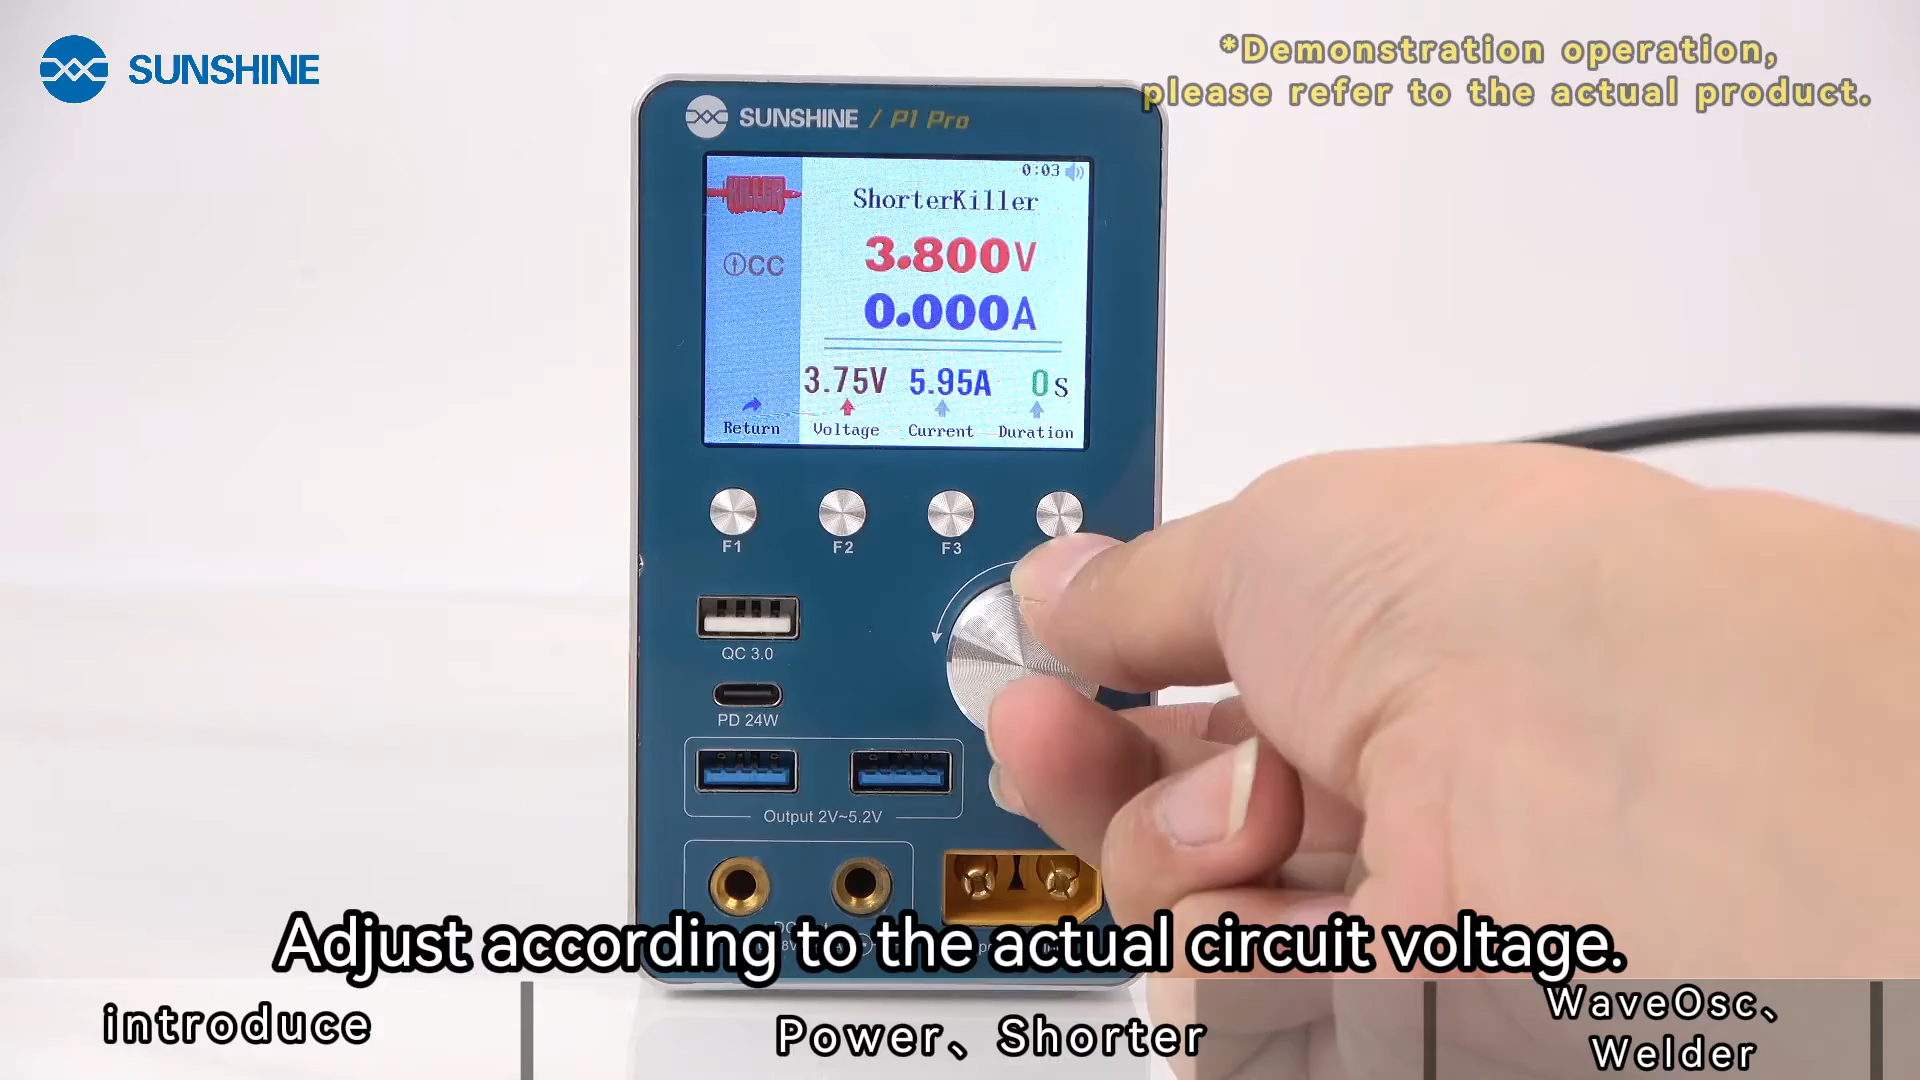 SUNSHINE
*Demonstration operation,
please refer to the actual product.
SUNSHINE / P1 Pro
0:03
KILLER
ShorterKiller
CC
3.800V
0.000A
3.75V 5.95A 0S
Return Voltage Current Duration
F1 F2 F3
QC 3.0
PD 24W
Output 2V~5.2V
Adjust according to the actual circuit voltage.
introduce
Power、Shorter
WaveOsc、
Welder